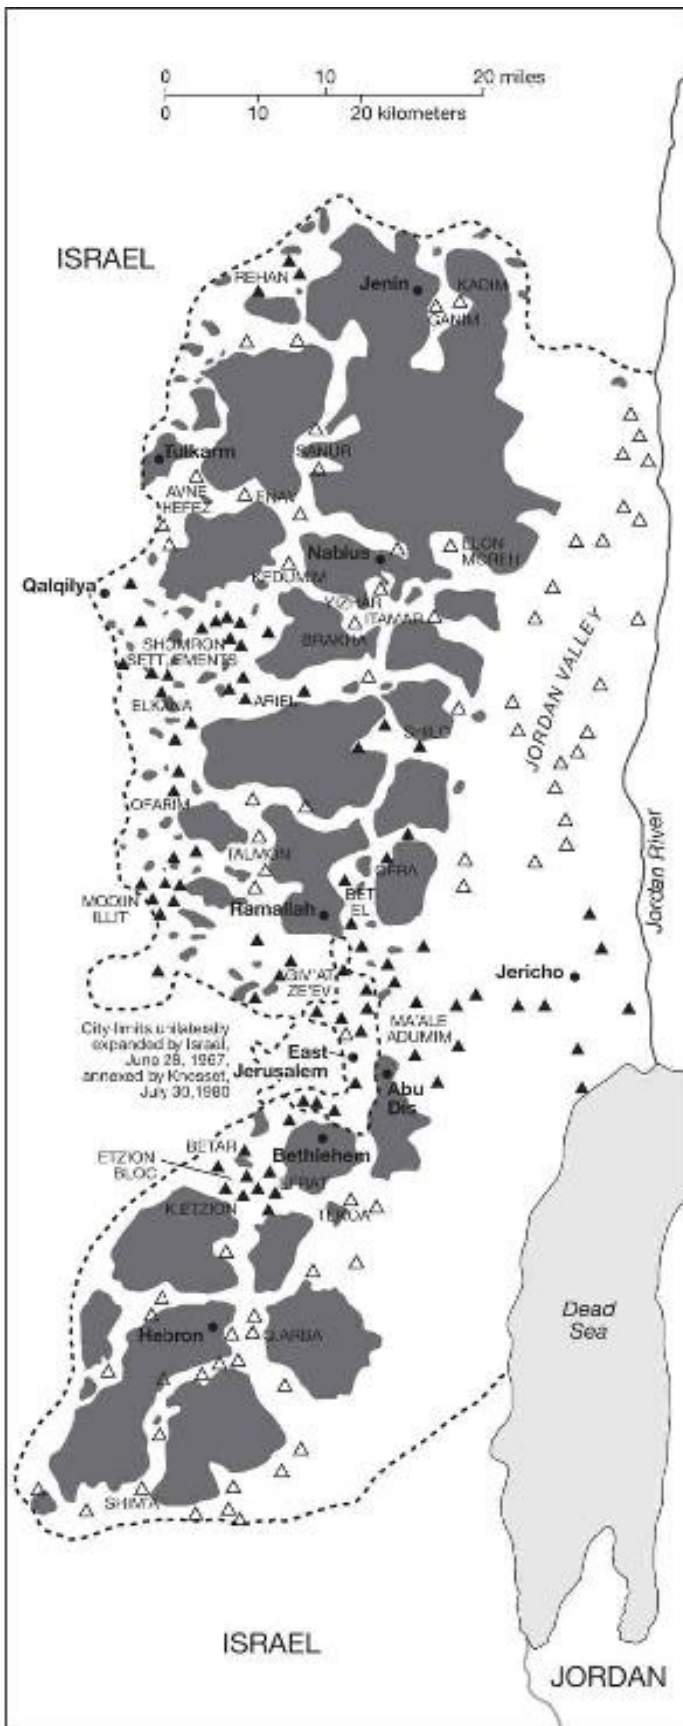 0 10 20 miles
0 10 20 kilometers
ISRAEL
REHAN
Jenin
KADIM
GANIM
Tulkarm
SANUR
AVNE
HEFEZ
ENAV
Nablus
ELON
MOREH
KEDUMIM
Qalqilya
YIZHAR
ITAMAR
BRAKHA
SHOMRON
SETTLEMENTS
ELKANA
ARIEL
SHILO
JORDAN VALLEY
OFARIM
TALMON
OFRA
Jordan River
MODIIN
ILLIT
BET
EL
Ramallah
GIV'AT
ZE'EV
Jericho
City-limits unilaterally
expanded by Israel,
June 28, 1967,
annexed by Knesset,
July 30, 1980
MA'ALE
ADUMIM
East
Jerusalem
Abu
Dis
BETAR
ETZION
BLOC
Bethlehem
EFRAT
K.ETZION
TEKOA
Dead
Sea
Hebron
Q.ARBA
SHIM'A
ISRAEL
JORDAN